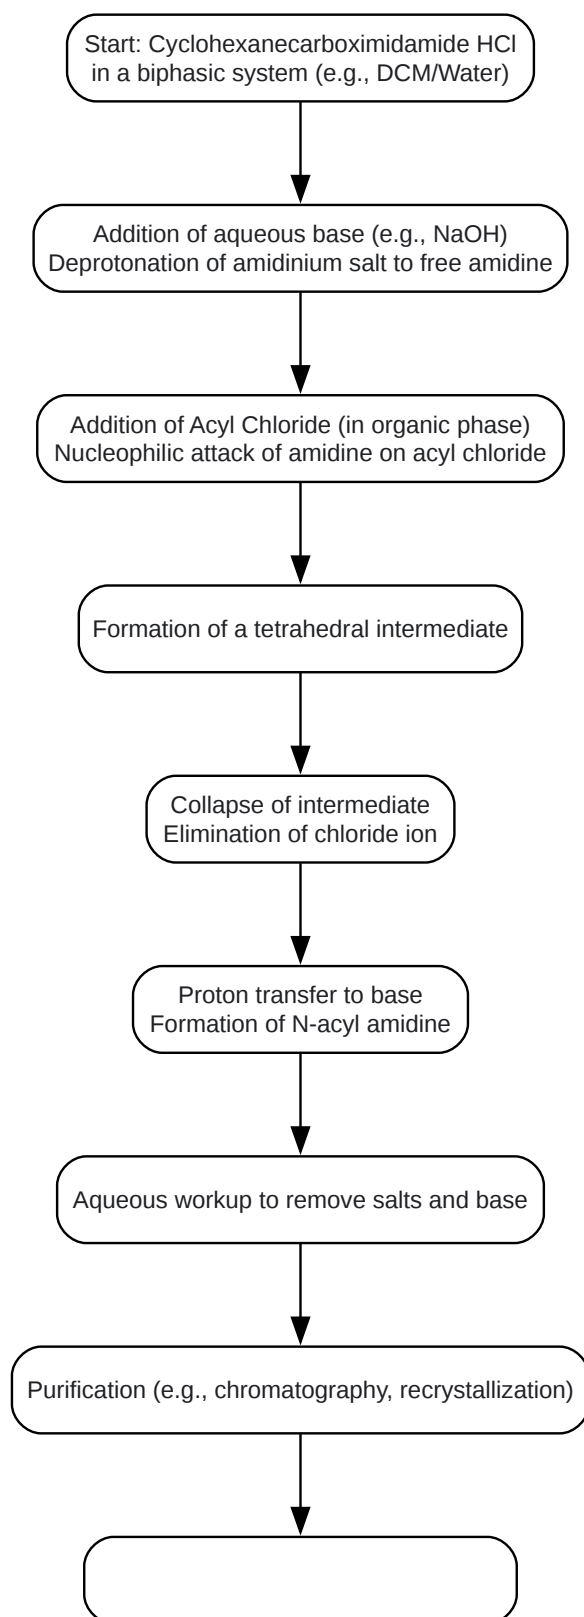 Start: Cyclohexanecarboximidamide HCl
in a biphasic system (e.g., DCM/Water)
Addition of aqueous base (e.g., NaOH)
Deprotonation of amidinium salt to free amidine
Addition of Acyl Chloride (in organic phase)
Nucleophilic attack of amidine on acyl chloride
Formation of a tetrahedral intermediate
Collapse of intermediate
Elimination of chloride ion
Proton transfer to base
Formation of N-acyl amidine
Aqueous workup to remove salts and base
Purification (e.g., chromatography, recrystallization)